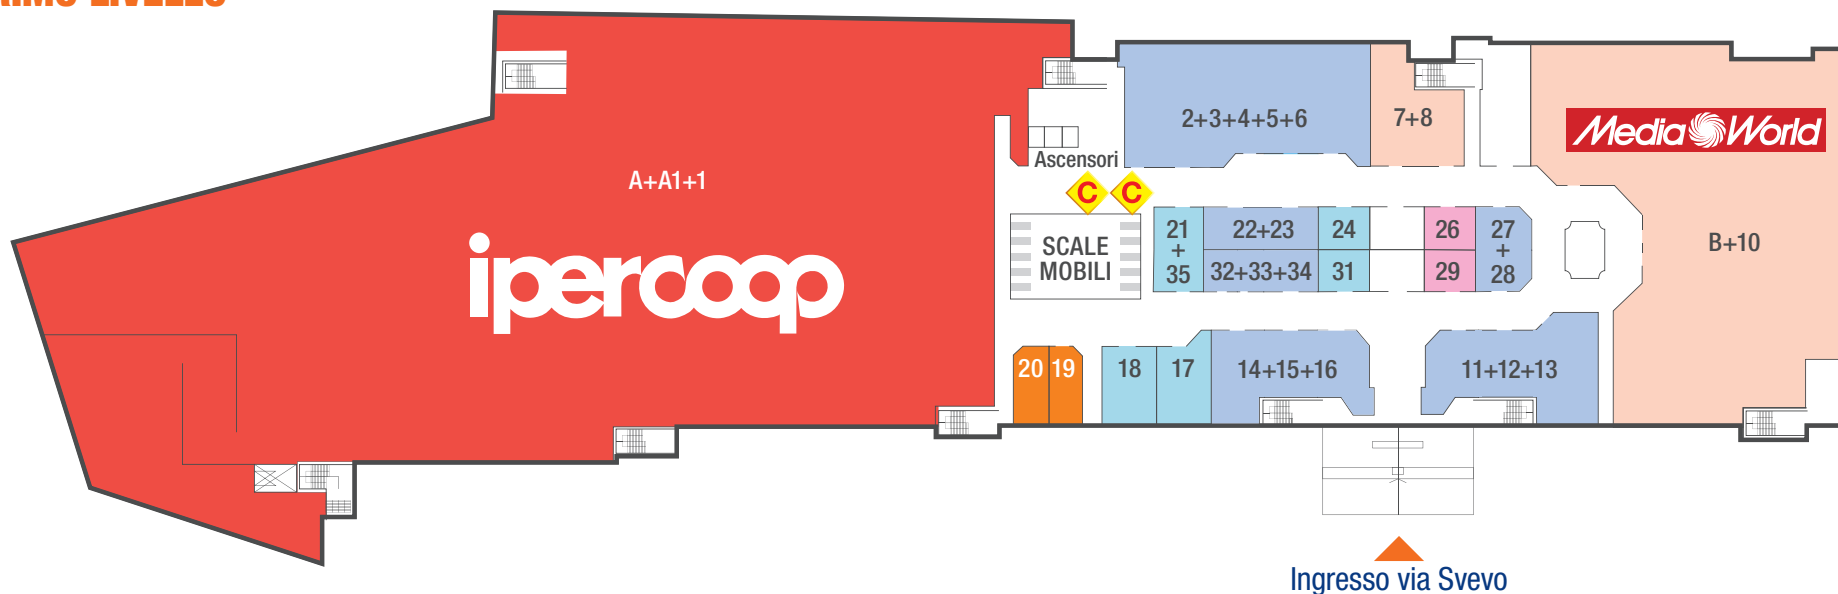 2+3+4+5+6
7+8
Media World
Ascensori
A+A1+1
C C
ipercoop
SCALE
MOBILI
21
+
35
22+23
32+33+34
24
31
26
29
27
+
28
B+10
20 19
18
17
14+15+16
11+12+13
Ingresso via Svevo